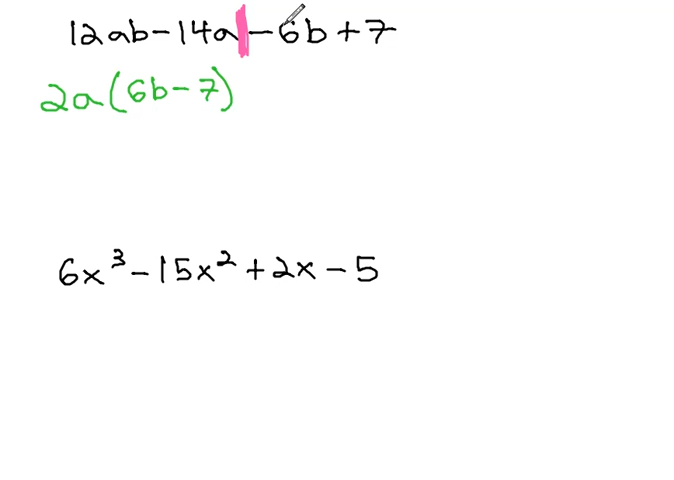 12ab - 14a - 6b + 7
2a(6b - 7)
6x³ - 15x² + 2x - 5